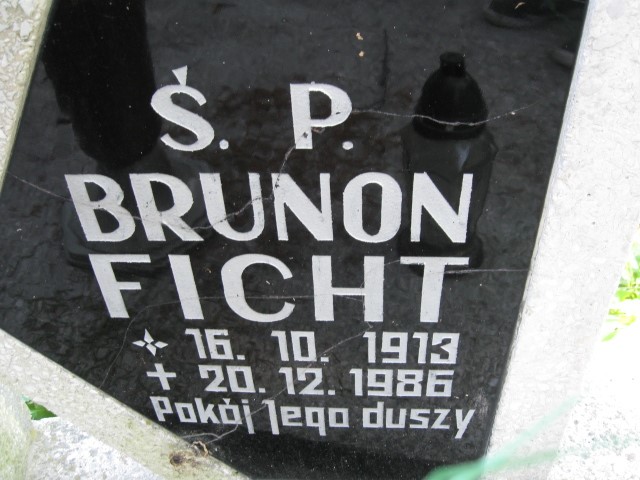 Ś. P.
BRUNON
FICHT
16. 10. 1913
+ 20. 12. 1986
Pokój Jego duszy